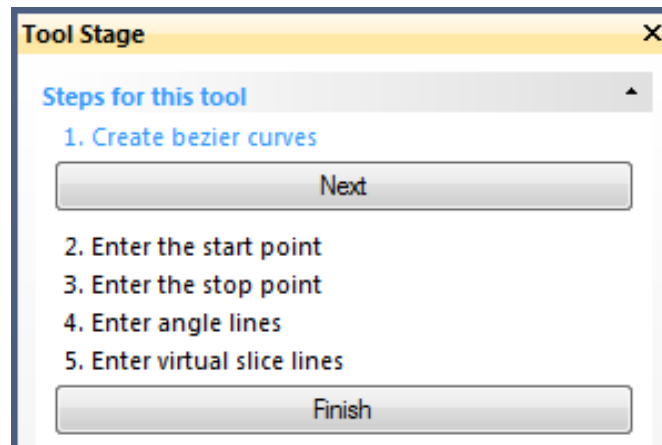 Tool Stage
Steps for this tool
1. Create bezier curves
Next
2. Enter the start point
3. Enter the stop point
4. Enter angle lines
5. Enter virtual slice lines
Finish